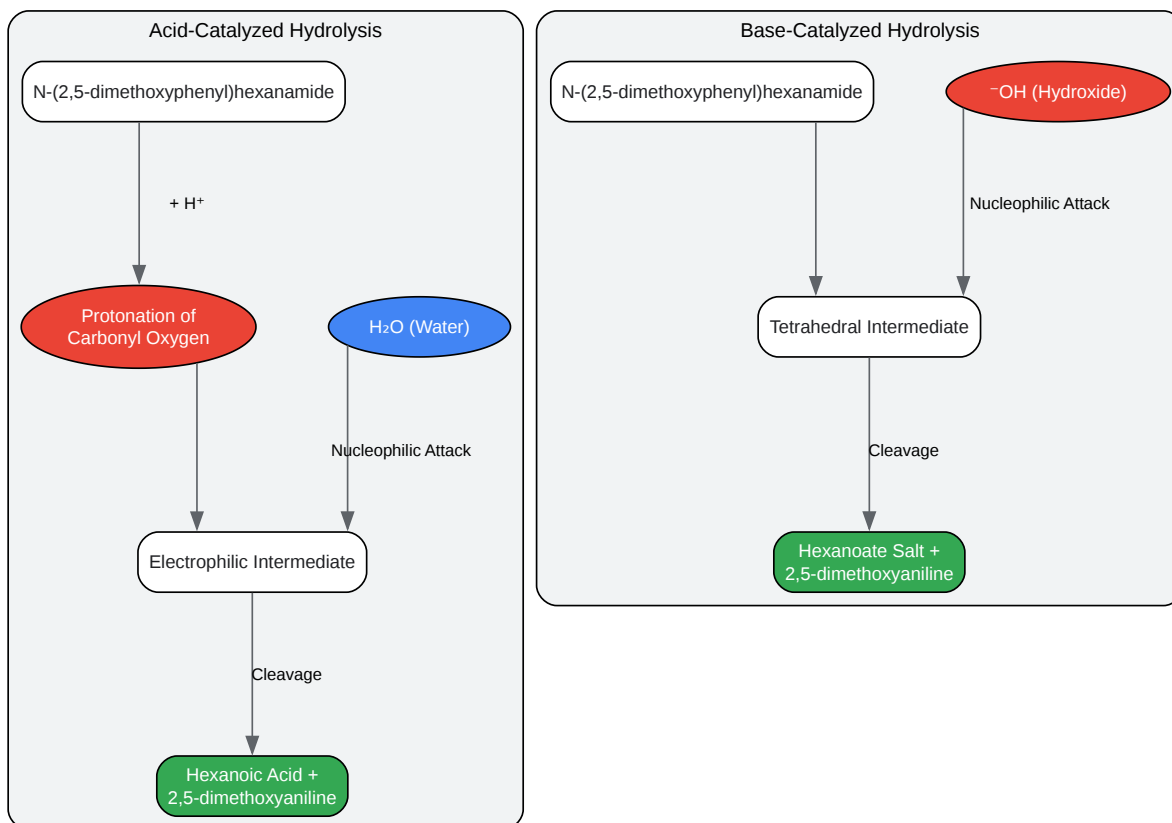 Acid-Catalyzed Hydrolysis
N-(2,5-dimethoxyphenyl)hexanamide
+ H⁺
Protonation of
Carbonyl Oxygen
H₂O (Water)
Nucleophilic Attack
Electrophilic Intermediate
Cleavage
Hexanoic Acid +
2,5-dimethoxyaniline
Base-Catalyzed Hydrolysis
N-(2,5-dimethoxyphenyl)hexanamide
⁻OH (Hydroxide)
Nucleophilic Attack
Tetrahedral Intermediate
Cleavage
Hexanoate Salt +
2,5-dimethoxyaniline